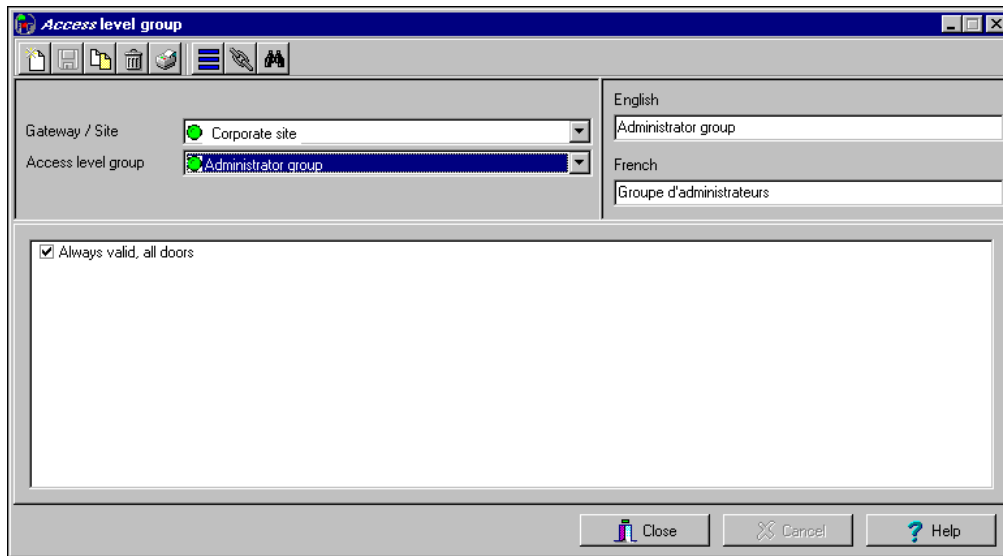 Access level group
English
Gateway / Site
Corporate site
Administrator group
Access level group
Administrator group
French
Groupe d'administrateurs
Always valid, all doors
Close
Cancel
Help